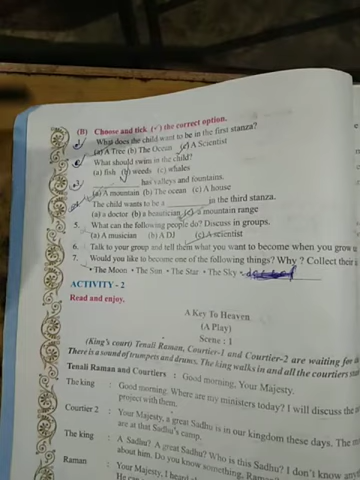 (B) Choose and tick (✓) the correct option.
1. What does the child want to be in the first stanza?
(a) A Tree (b) The Ocean (c) A Scientist
2. What should swim in the child?
(a) fish (b) weeds (c) whales
3. ________ has valleys and fountains.
(a) A mountain (b) The ocean (c) A house
4. The child wants to be a ________ in the third stanza.
(a) a doctor (b) a beautician (c) a mountain range
5. What can the following people do? Discuss in groups.
(a) A musician (b) A DJ (c) A scientist
6. Talk to your group and tell them what you want to become when you grow
7. Would you like to become one of the following things? Why? Collect their
• The Moon • The Sun • The Star • The Sky •
ACTIVITY - 2
Read and enjoy.
A Key To Heaven
(A Play)
Scene : 1
(King's court) Tenali Raman, Courtier-1 and Courtier-2 are waiting for
There is a sound of trumpets and drums. The king walks in and all the courtiers
Tenali Raman and Courtiers : Good morning, Your Majesty.
The king : Good morning. Where are my ministers today? I will discuss the
project with them.
Courtier 2 : Your Majesty, a great Sadhu is in our kingdom these days. The
are at that Sadhu's camp.
The king : A Sadhu? A great Sadhu? Who is this Sadhu? I don't know
about him. Do you know something,
Raman : Your Majesty, I heard